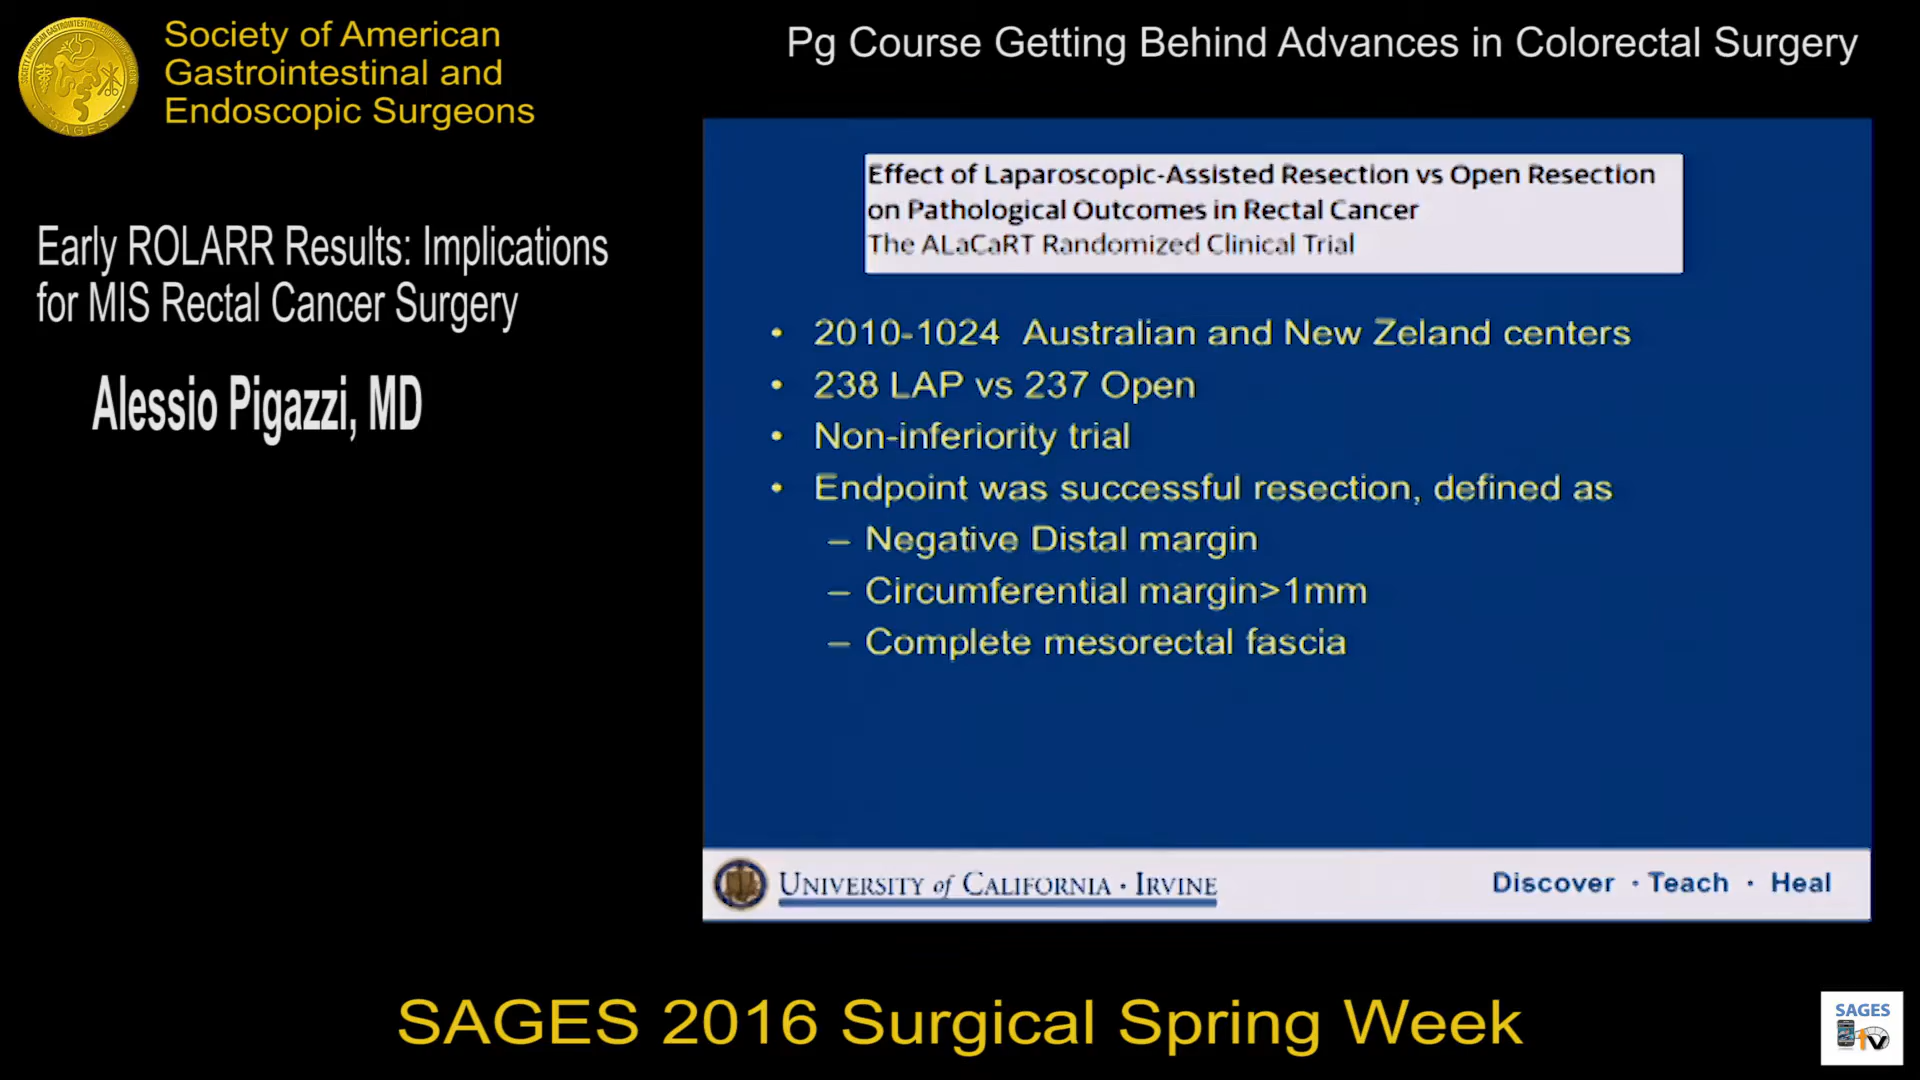 Society of American
Gastrointestinal and
Endoscopic Surgeons
Pg Course Getting Behind Advances in Colorectal Surgery
Early ROLARR Results: Implications
for MIS Rectal Cancer Surgery
Alessio Pigazzi, MD
Effect of Laparoscopic-Assisted Resection vs Open Resection
on Pathological Outcomes in Rectal Cancer
The ALaCaRT Randomized Clinical Trial
• 2010-1024 Australian and New Zeland centers
• 238 LAP vs 237 Open
• Non-inferiority trial
• Endpoint was successful resection, defined as
– Negative Distal margin
– Circumferential margin>1mm
– Complete mesorectal fascia
UNIVERSITY of CALIFORNIA · IRVINE
Discover · Teach · Heal
SAGES 2016 Surgical Spring Week
SAGES
tv